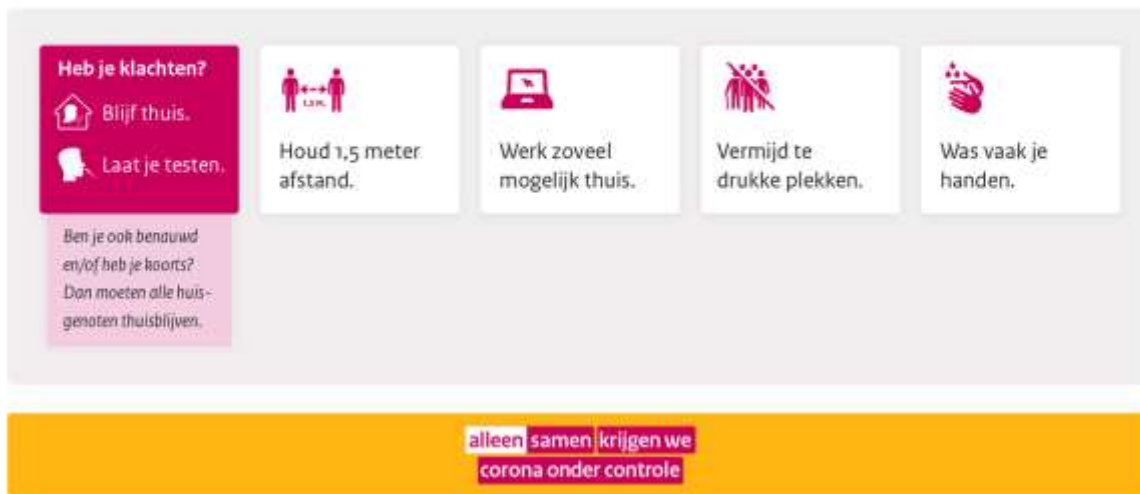 Heb je klachten?
Blijf thuis.
Laat je testen.
Ben je ook benauwd
en/of heb je koorts?
Dan moeten alle huis-
genoten thuisblijven.
1,5 M.
Houd 1,5 meter
afstand.
Werk zoveel
mogelijk thuis.
Vermijd te
drukke plekken.
Was vaak je
handen.
alleen samen krijgen we
corona onder controle